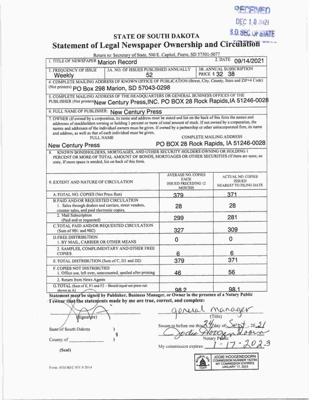 RECEIVED
DEC 1 0 2021
S.D. SEC. OF STATE
STATE OF SOUTH DAKOTA
Statement of Legal Newspaper Ownership and Circulation
Return to: Secretary of State, 500 E. Capitol, Pierre, SD 57501-5077
1. TITLE OF NEWSPAPER Marion Record
2. DATE 09/14/2021
3. FREQUENCY OF ISSUE Weekly
3A. NO. OF ISSUES PUBLISHED ANNUALLY 52
3B. ANNUAL SUBSCRIPTION PRICE $ 32 38
4. COMPLETE MAILING ADDRESS OF KNOWN OFFICE OF PUBLICATION (Street, City, County, State and ZIP+4 Code)
(Not printers) PO Box 298 Marion, SD 57043-0298
5. COMPLETE MAILING ADDRESS OF THE HEADQUARTERS OR GENERAL BUSINESS OFFICES OF THE
PUBLISHER (Not printers) New Century Press,INC. PO BOX 28 Rock Rapids,IA 51246-0028
6. FULL NAME OF PUBLISHER: New Century Press
7. OWNER (If owned by a corporation, its name and address must be stated and also on the back of this form the names and
addresses of stockholders owning or holding 1 percent or more of total amount of stock. If not owned by a corporation, the
names and addresses of the individual owners must be given. If owned by a partnership or other unincorporated firm, its name
and address, as well as that of each individual must be given.)
FULL NAME COMPLETE MAILING ADDRESS
New Century Press PO BOX 28 Rock Rapids, IA 51246-0028
8. KNOWN BONDHOLDERS, MORTGAGES, AND OTHER SECURITY HOLDERS OWNING OR HOLDING 1
PERCENT OR MORE OF TOTAL AMOUNT OF BONDS, MORTGAGES OR OTHER SECURITIES (If there are none, so
state. If more space is needed, list on back of this form.
9. EXTENT AND NATURE OF CIRCULATION
AVERAGE NO. COPIES EACH ISSUED PRECEDING 12 MONTHS
ACTUAL NO. COPIES ISSUED NEAREST TO FILING DATE
A. TOTAL NO. COPIES (Net Press Run) 379 371
B. PAID AND/OR REQUESTED CIRCULATION
1. Sales through dealers and carriers, street vendors,
counter sales, and paid electronic copies. 28 28
2. Mail Subscription
(Paid and/or requested) 299 281
C. TOTAL PAID AND/OR REQUESTED CIRCULATION
(Sum of 9B1 and 9B2) 327 309
D. FREE DISTRIBUTION
1. BY MAIL, CARRIER OR OTHER MEANS 0 0
2. SAMPLES, COMPLIMENTARY AND OTHER FREE
COPIES 6 6
E. TOTAL DISTRIBUTION (Sum of C, D1 and D2) 379 371
F. COPIES NOT DISTRIBUTED
1. Office use, left over, unaccounted, spoiled after printing 46 56
2. Return from News Agents
G. TOTAL (Sum of E, F1 and F2 - Should equal net press run
shown in A) 98.2 98.1
Statement must be signed by Publisher, Business Manager, or Owner in the presence of a Notary Public
I swear that the statements made by me are true, correct, and complete:
general manager
(Signature) (Title)
State of South Dakota )
County of )
(Seal)
Sworn to before me this 24 day of Sept, 2021
Jodie Hoogendoorn
Notary Public
My commission expires: 1-17-2023
JODIE HOOGENDOORN
MY COMMISSION EXPIRES
JANUARY 17, 2023